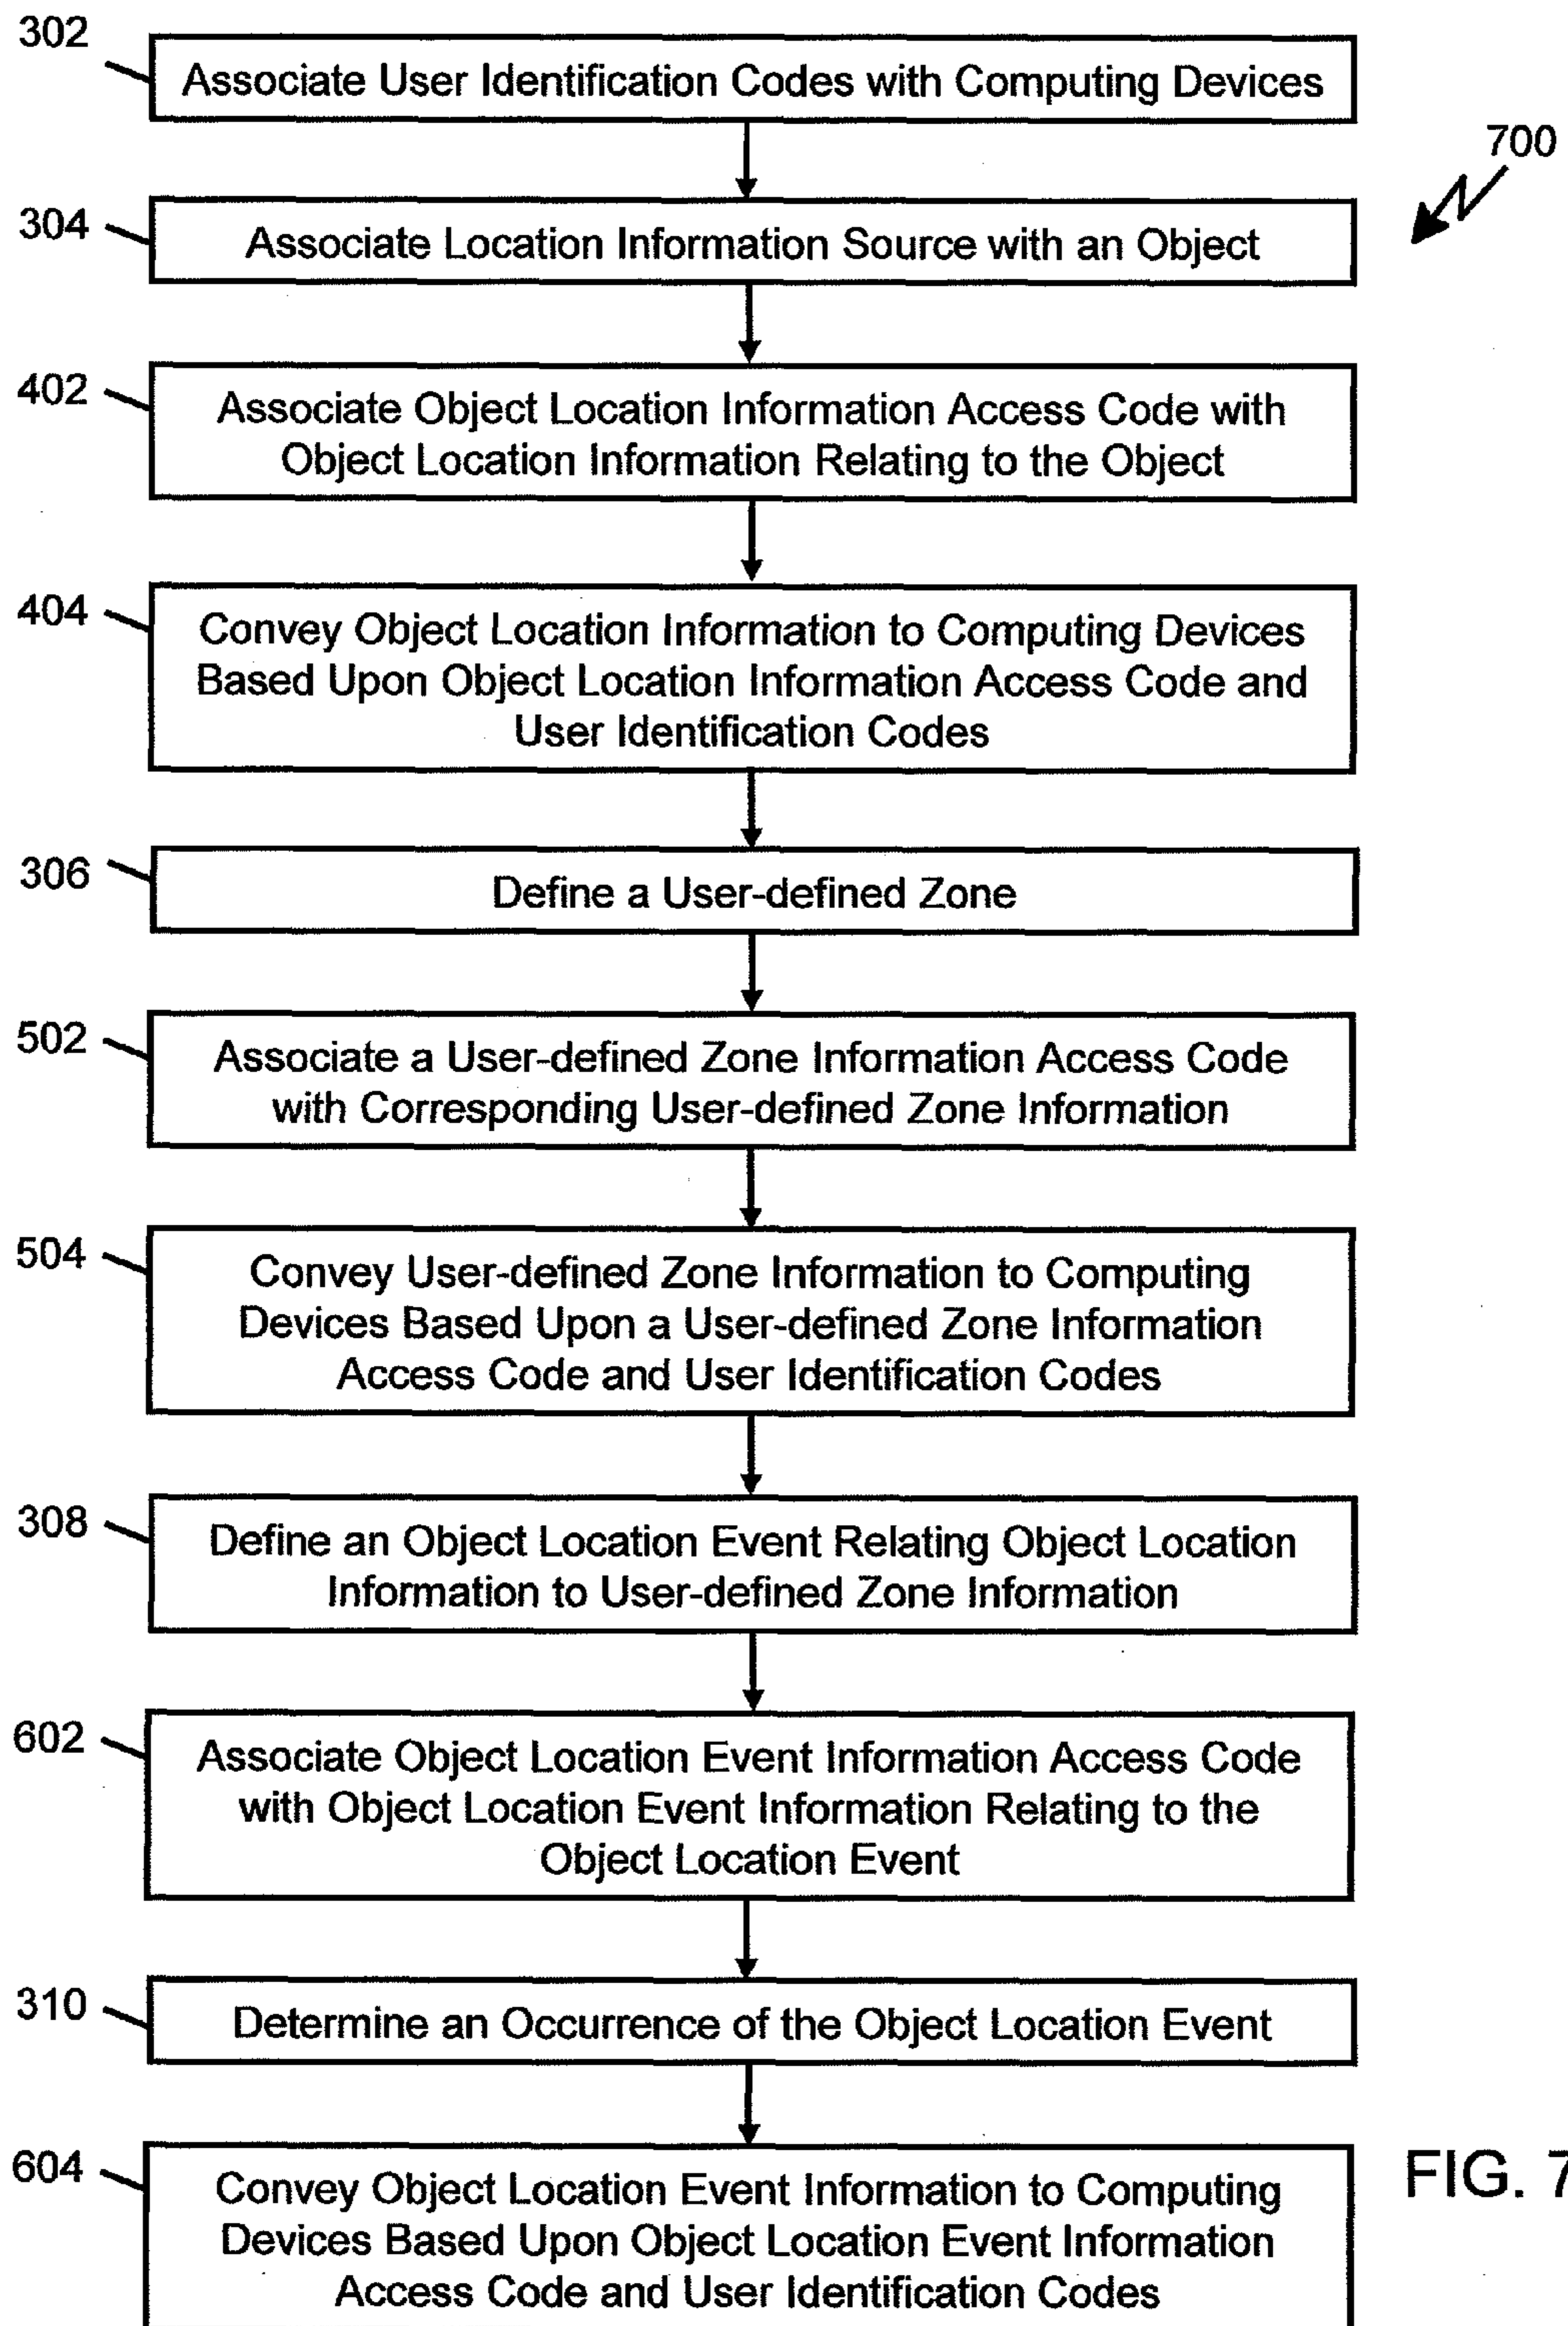 302
Associate User Identification Codes with Computing Devices
700
304
Associate Location Information Source with an Object
402
Associate Object Location Information Access Code with
Object Location Information Relating to the Object
404
Convey Object Location Information to Computing Devices
Based Upon Object Location Information Access Code and
User Identification Codes
306
Define a User-defined Zone
502
Associate a User-defined Zone Information Access Code
with Corresponding User-defined Zone Information
504
Convey User-defined Zone Information to Computing
Devices Based Upon a User-defined Zone Information
Access Code and User Identification Codes
308
Define an Object Location Event Relating Object Location
Information to User-defined Zone Information
602
Associate Object Location Event Information Access Code
with Object Location Event Information Relating to the
Object Location Event
310
Determine an Occurrence of the Object Location Event
604
Convey Object Location Event Information to Computing
Devices Based Upon Object Location Event Information
Access Code and User Identification Codes
FIG. 7